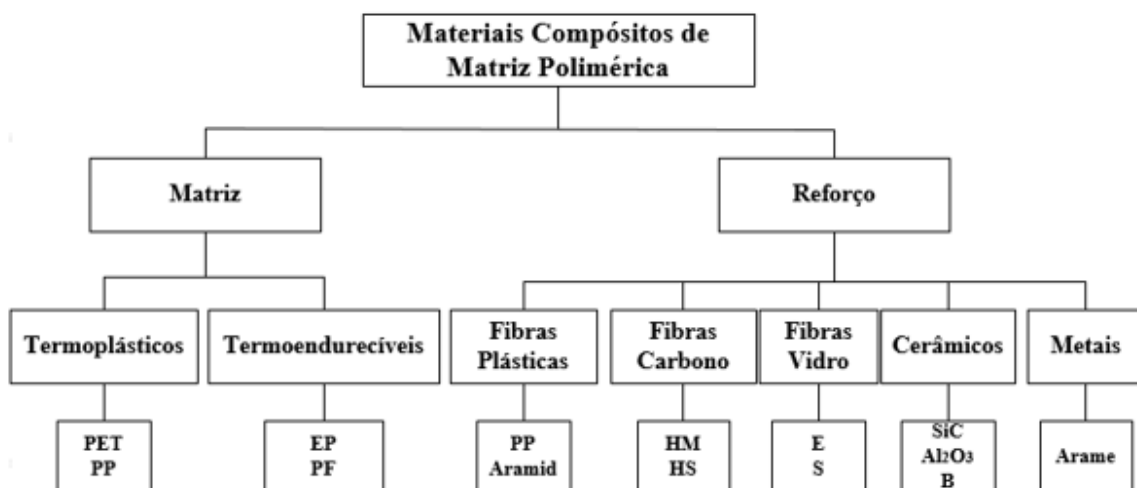 Materiais Compósitos de
Matriz Polimérica
Matriz
Reforço
Termoplásticos
Termoendurecíveis
Fibras
Plásticas
Fibras
Carbono
Fibras
Vidro
Cerâmicos
Metais
PET
PP
EP
PF
PP
Aramid
HM
HS
E
S
SiC
Al2O3
B
Arame